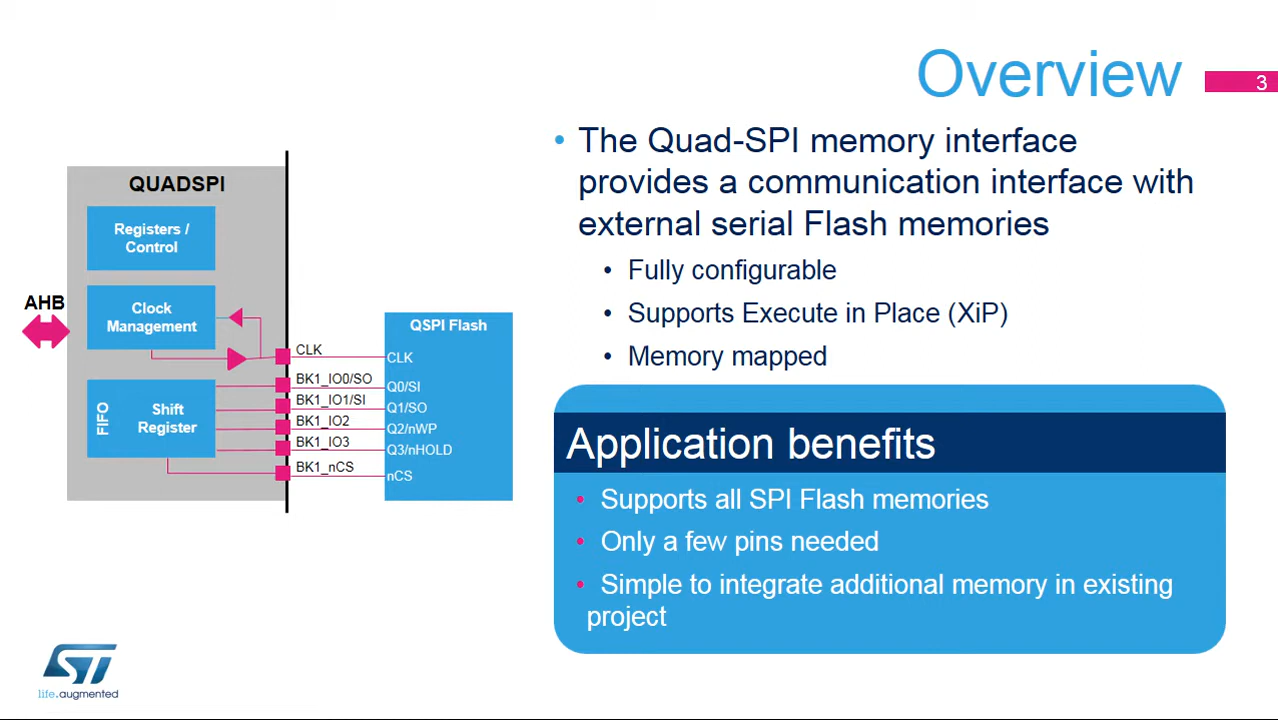 Overview
3
• The Quad-SPI memory interface
provides a communication interface with
external serial Flash memories
• Fully configurable
• Supports Execute in Place (XiP)
• Memory mapped
Application benefits
• Supports all SPI Flash memories
• Only a few pins needed
• Simple to integrate additional memory in existing
project
QUADSPI
Registers /
Control
AHB
Clock
Management
FIFO
Shift
Register
CLK
BK1_IO0/SO
BK1_IO1/SI
BK1_IO2
BK1_IO3
BK1_nCS
QSPI Flash
CLK
Q0/SI
Q1/SO
Q2/nWP
Q3/nHOLD
nCS
ST
life.augmented